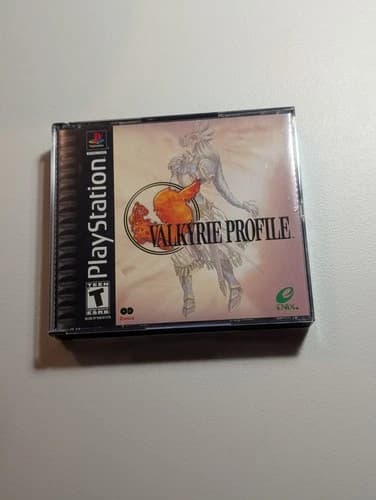 PlayStation
VALKYRIE PROFILE
TEEN
T
ESRB
ENIX